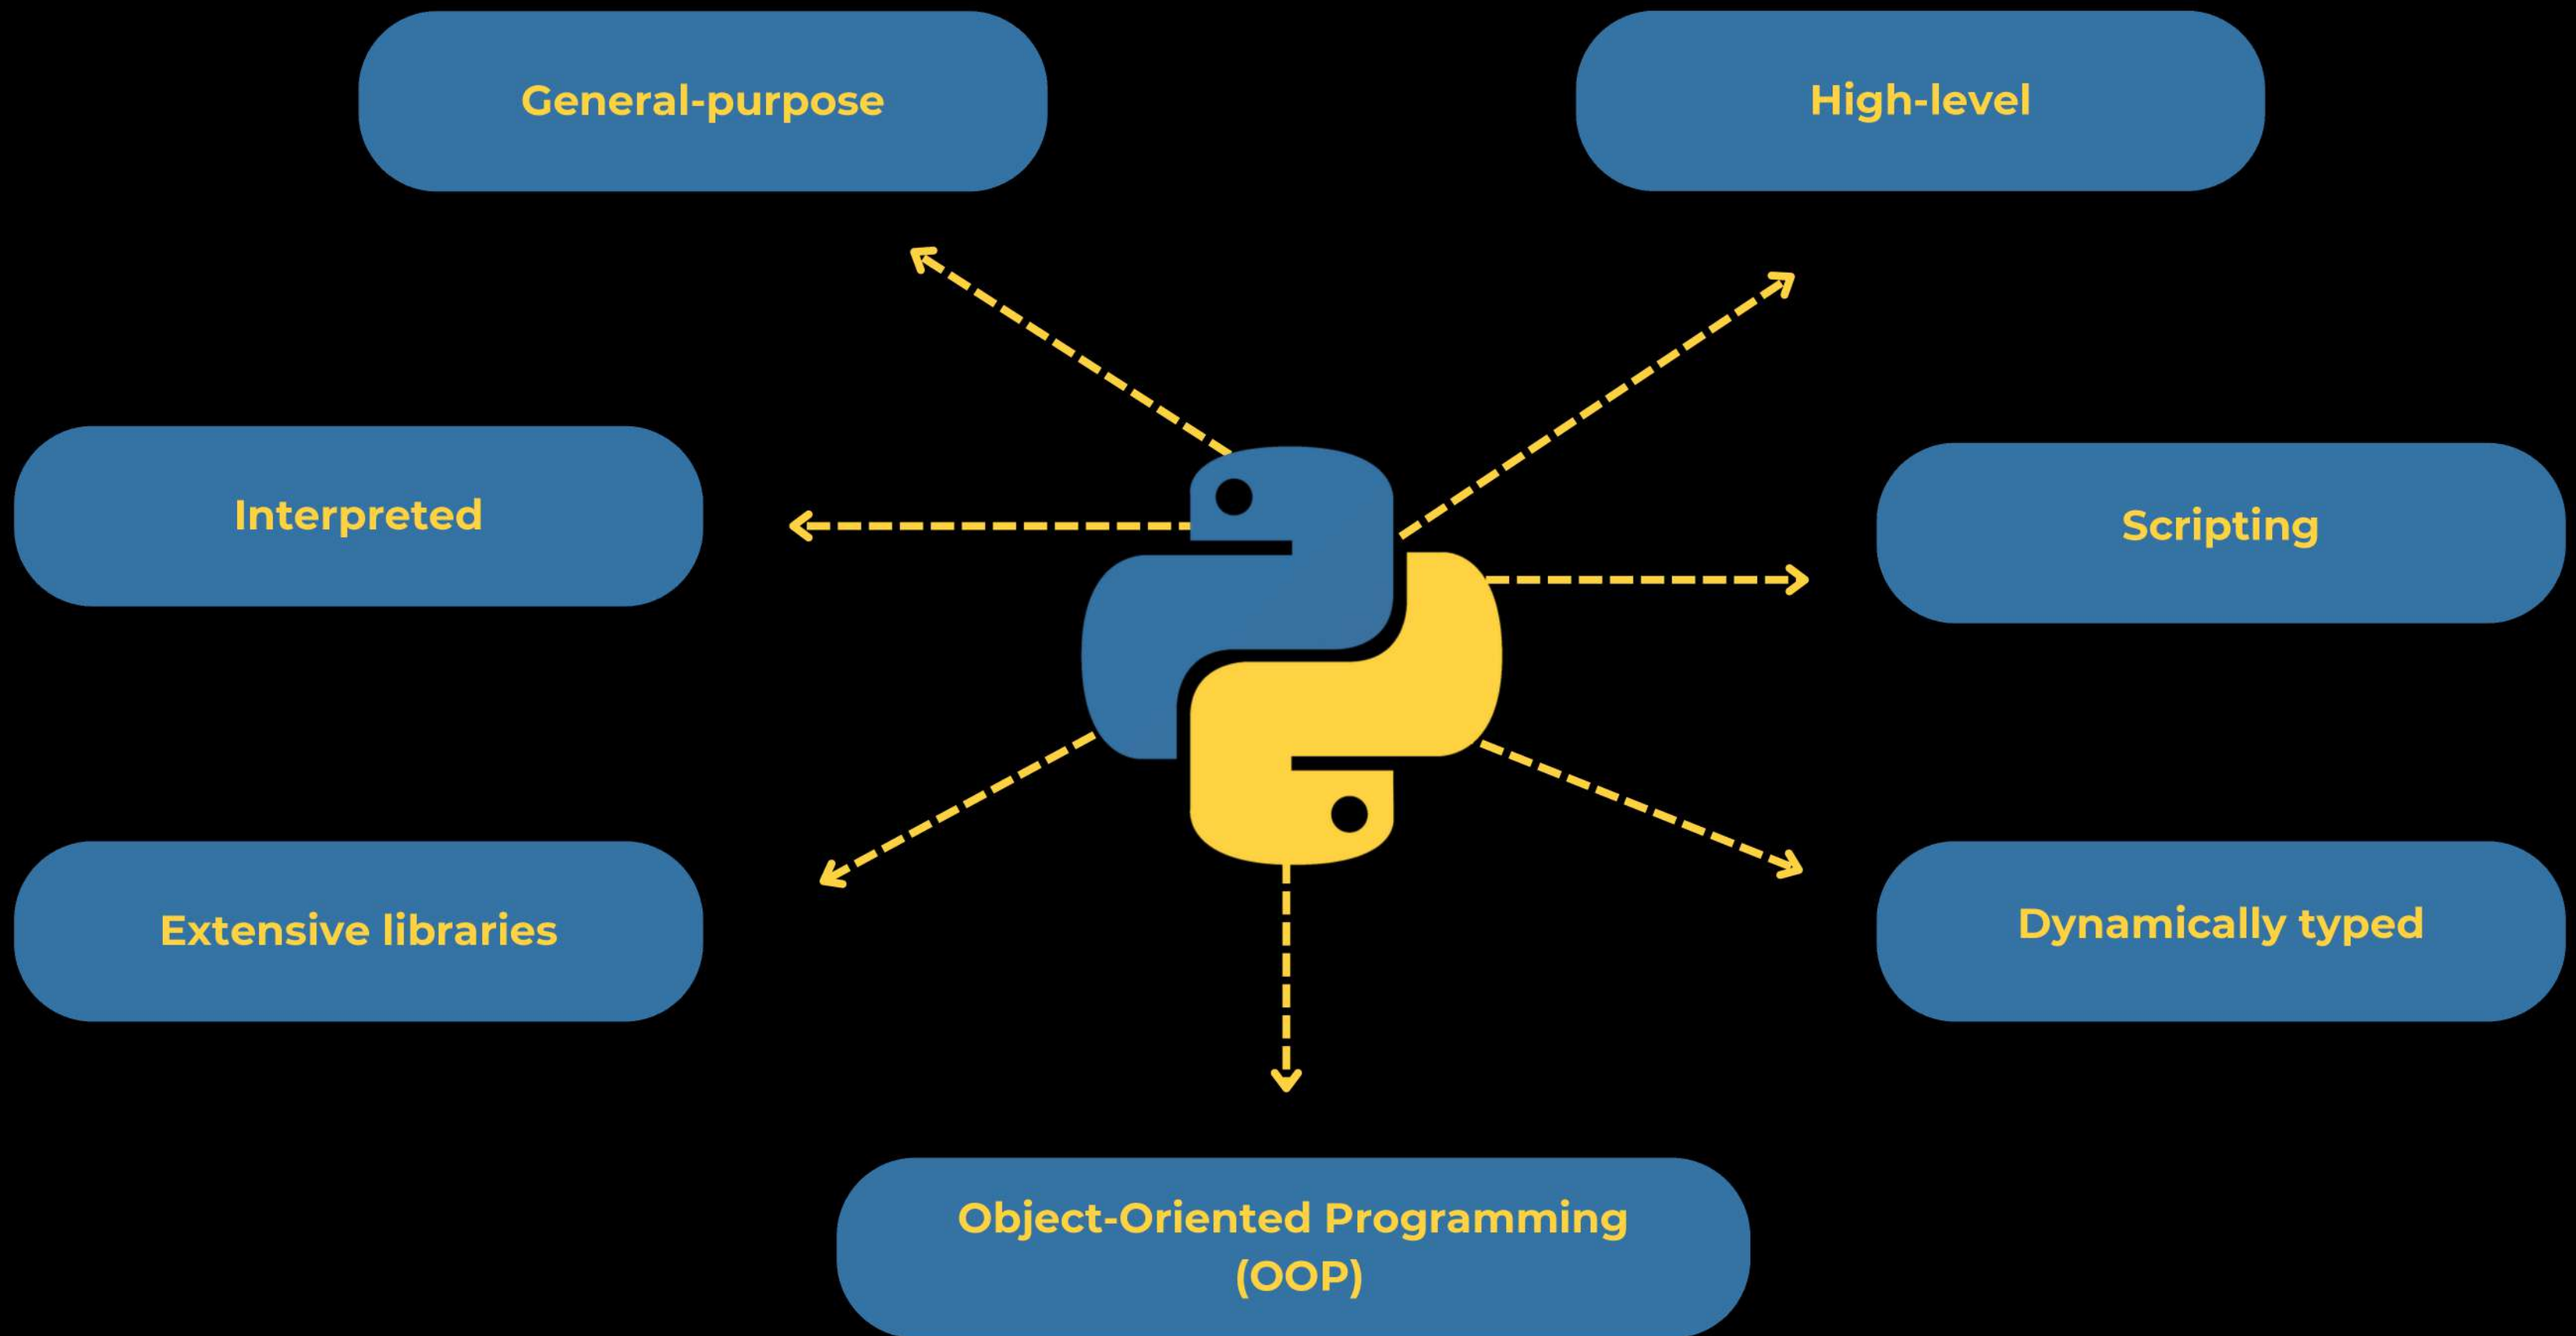 General-purpose
High-level
Interpreted
Scripting
Extensive libraries
Dynamically typed
Object-Oriented Programming
(OOP)